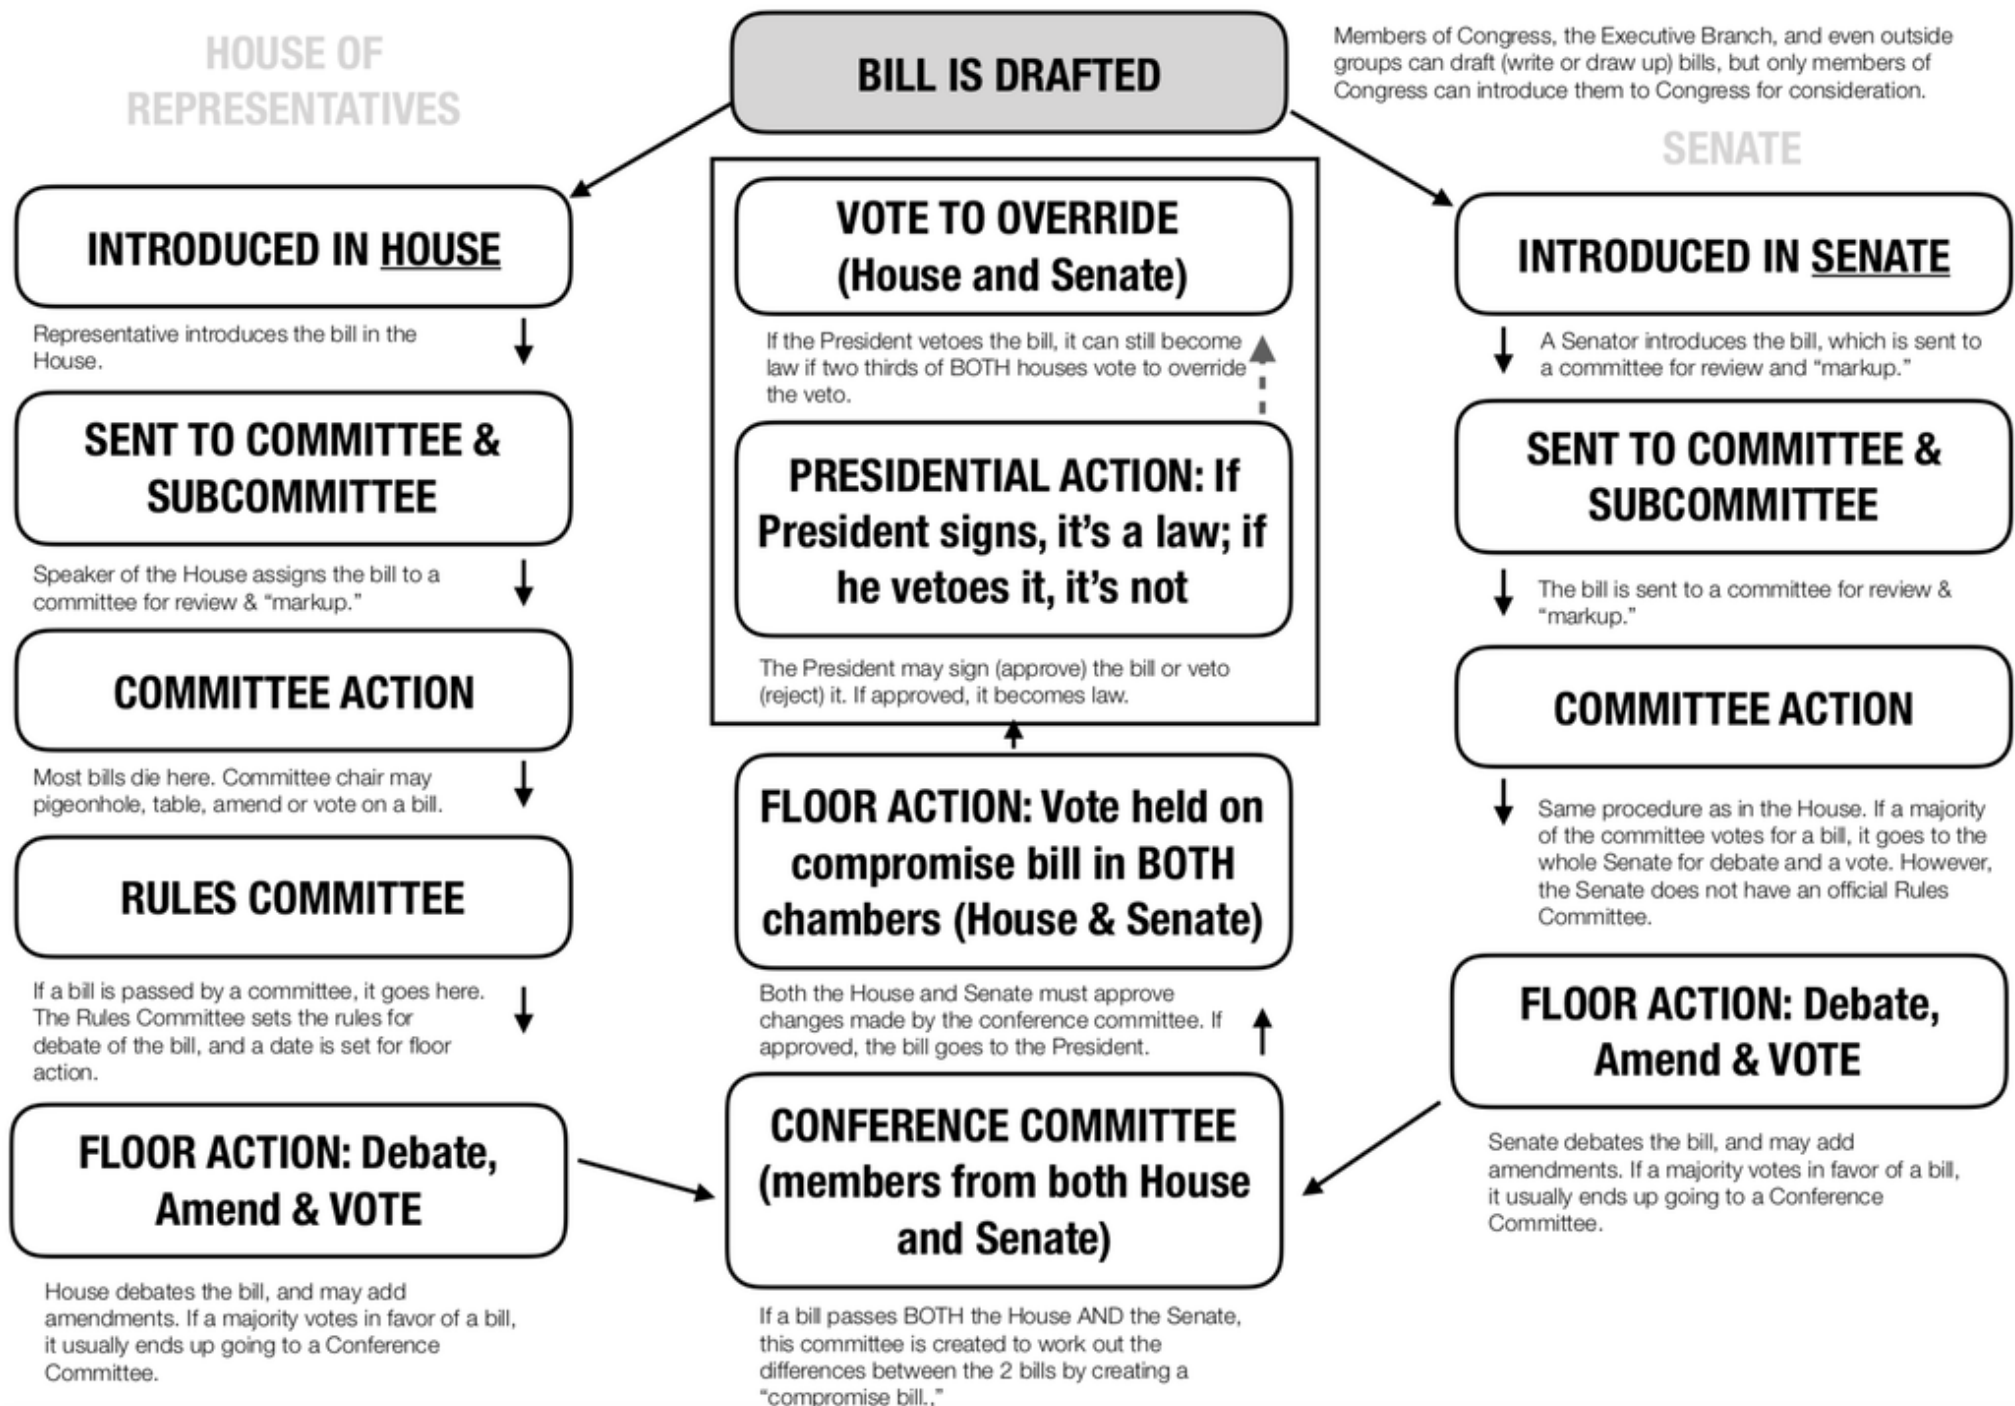 HOUSE OF
REPRESENTATIVES
BILL IS DRAFTED
Members of Congress, the Executive Branch, and even outside
groups can draft (write or draw up) bills, but only members of
Congress can introduce them to Congress for consideration.
INTRODUCED IN HOUSE
Representative introduces the bill in the
House.
SENT TO COMMITTEE &
SUBCOMMITTEE
Speaker of the House assigns the bill to a
committee for review & “markup.”
COMMITTEE ACTION
Most bills die here. Committee chair may
pigeonhole, table, amend or vote on a bill.
RULES COMMITTEE
If a bill is passed by a committee, it goes here.
The Rules Committee sets the rules for
debate of the bill, and a date is set for floor
action.
FLOOR ACTION: Debate,
Amend & VOTE
House debates the bill, and may add
amendments. If a majority votes in favor of a bill,
it usually ends up going to a Conference
Committee.
VOTE TO OVERRIDE
(House and Senate)
If the President vetoes the bill, it can still become
law if two thirds of BOTH houses vote to override
the veto.
PRESIDENTIAL ACTION: If
President signs, it’s a law; if
he vetoes it, it’s not
The President may sign (approve) the bill or veto
(reject) it. If approved, it becomes law.
FLOOR ACTION: Vote held on
compromise bill in BOTH
chambers (House & Senate)
Both the House and Senate must approve
changes made by the conference committee. If
approved, the bill goes to the President.
CONFERENCE COMMITTEE
(members from both House
and Senate)
If a bill passes BOTH the House AND the Senate,
this committee is created to work out the
differences between the 2 bills by creating a
“compromise bill.,”
SENATE
INTRODUCED IN SENATE
A Senator introduces the bill, which is sent to
a committee for review and “markup.”
SENT TO COMMITTEE &
SUBCOMMITTEE
The bill is sent to a committee for review &
“markup.”
COMMITTEE ACTION
Same procedure as in the House. If a majority
of the committee votes for a bill, it goes to the
whole Senate for debate and a vote. However,
the Senate does not have an official Rules
Committee.
FLOOR ACTION: Debate,
Amend & VOTE
Senate debates the bill, and may add
amendments. If a majority votes in favor of a bill,
it usually ends up going to a Conference
Committee.